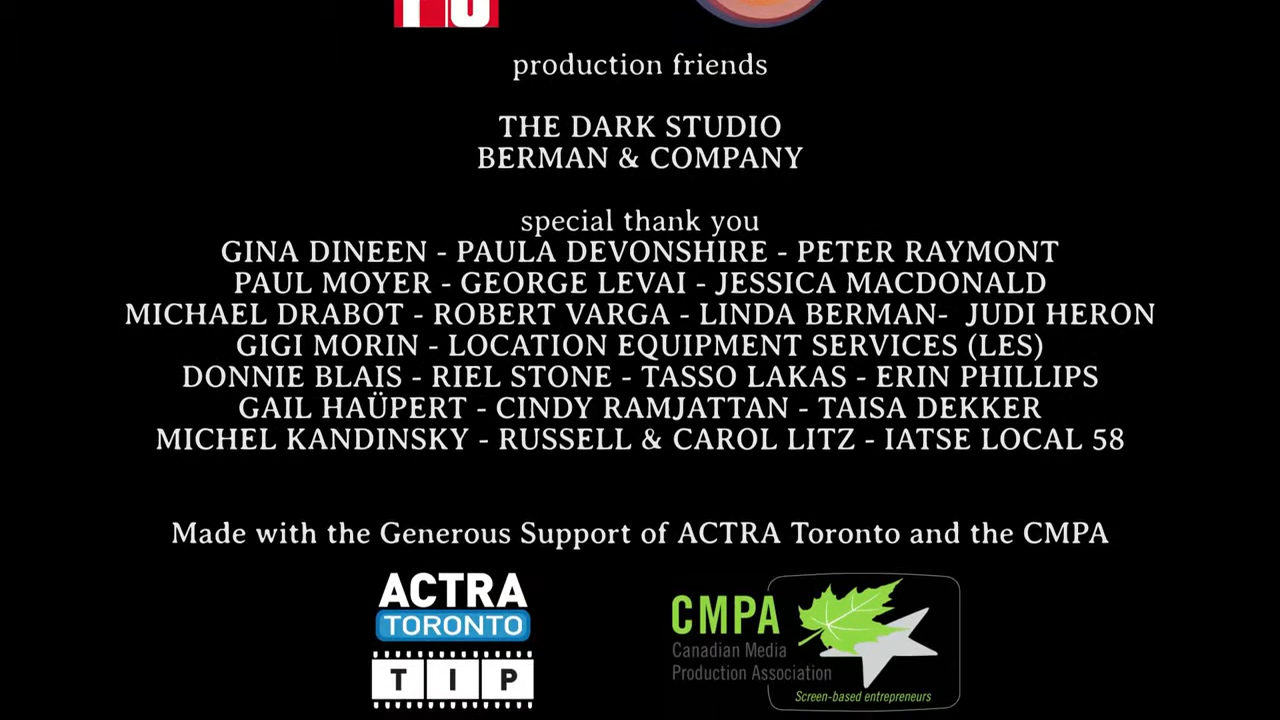 production friends
THE DARK STUDIO
BERMAN & COMPANY
special thank you
GINA DINEEN - PAULA DEVONSHIRE - PETER RAYMONT
PAUL MOYER - GEORGE LEVAI - JESSICA MACDONALD
MICHAEL DRABOT - ROBERT VARGA - LINDA BERMAN- JUDI HERON
GIGI MORIN - LOCATION EQUIPMENT SERVICES (LES)
DONNIE BLAIS - RIEL STONE - TASSO LAKAS - ERIN PHILLIPS
GAIL HAÜPERT - CINDY RAMJATTAN - TAISA DEKKER
MICHEL KANDINSKY - RUSSELL & CAROL LITZ - IATSE LOCAL 58
Made with the Generous Support of ACTRA Toronto and the CMPA
ACTRA
TORONTO
TIP
CMPA
Canadian Media
Production Association
Screen-based entrepreneurs